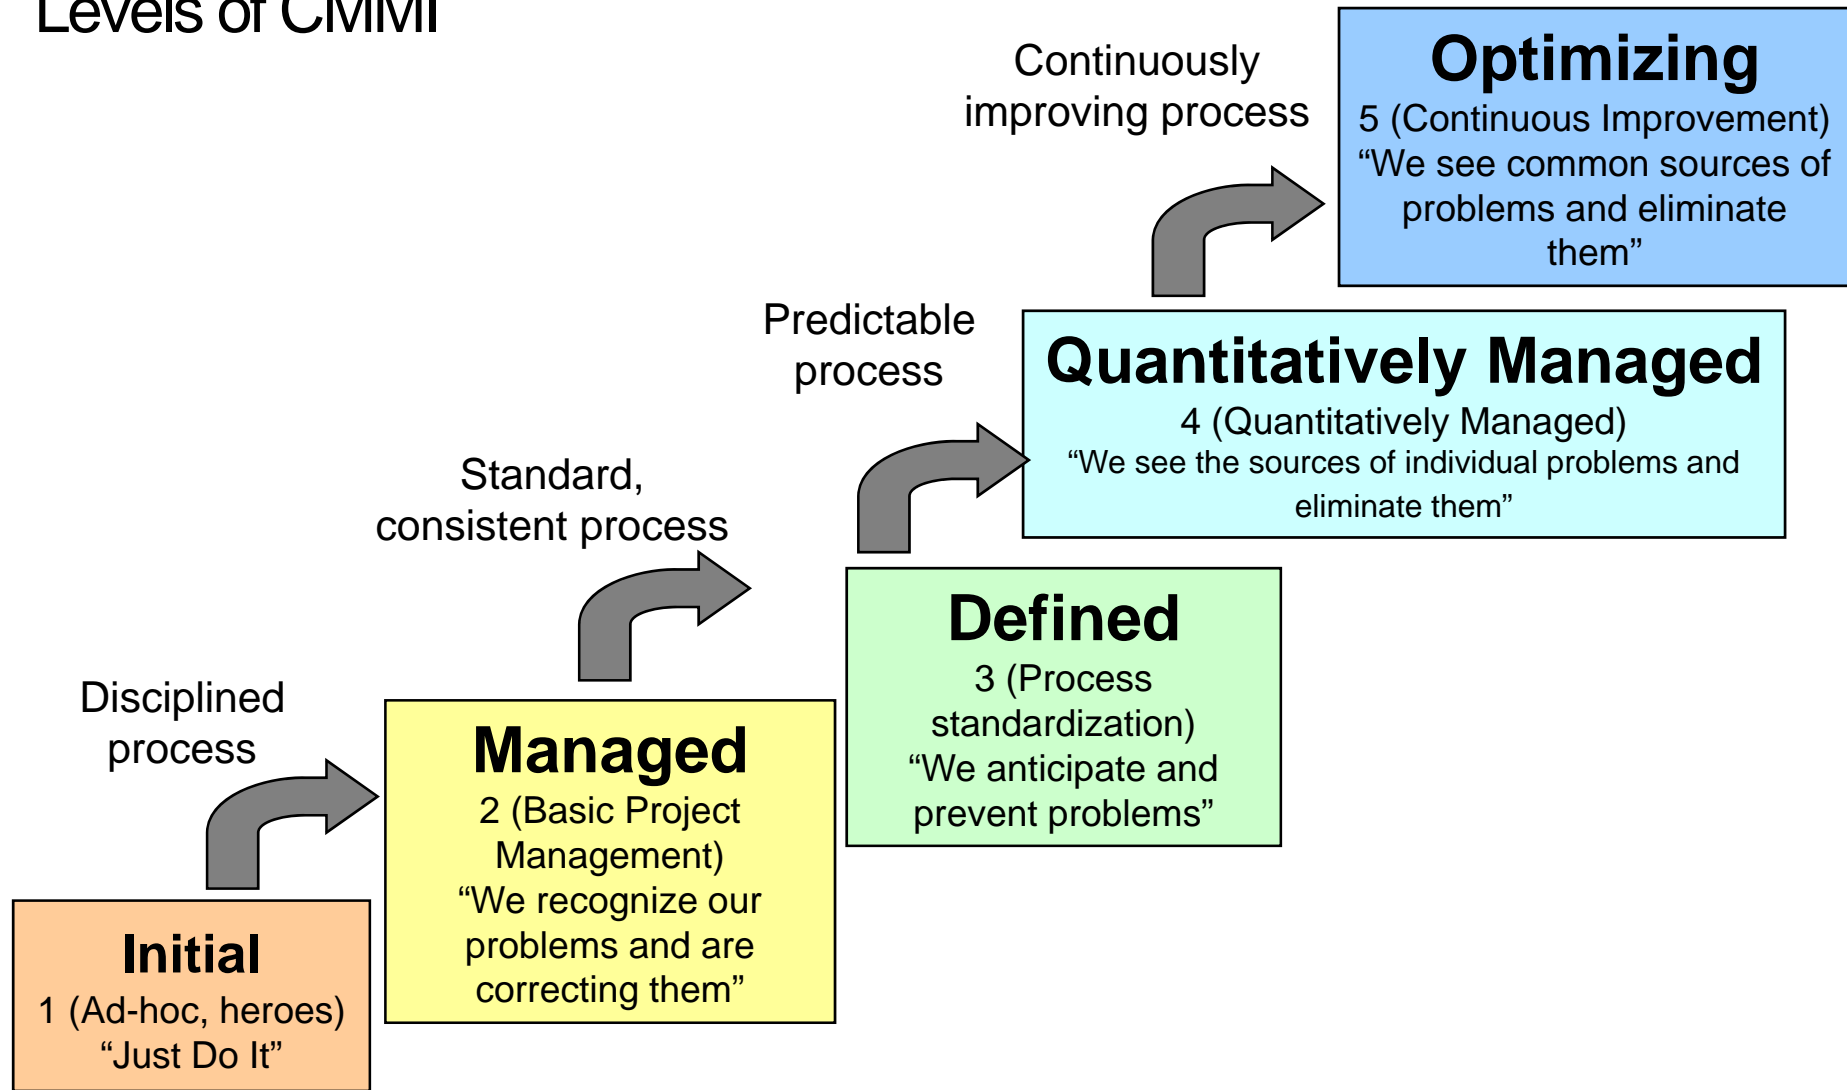 Levels of CMMI
Continuously
improving process
Optimizing
5 (Continuous Improvement)
“We see common sources of
problems and eliminate
them”
Predictable
process
Quantitatively Managed
4 (Quantitatively Managed)
“We see the sources of individual problems and
eliminate them”
Standard,
consistent process
Defined
3 (Process
standardization)
“We anticipate and
prevent problems”
Disciplined
process
Managed
2 (Basic Project
Management)
“We recognize our
problems and are
correcting them”
Initial
1 (Ad-hoc, heroes)
“Just Do It”